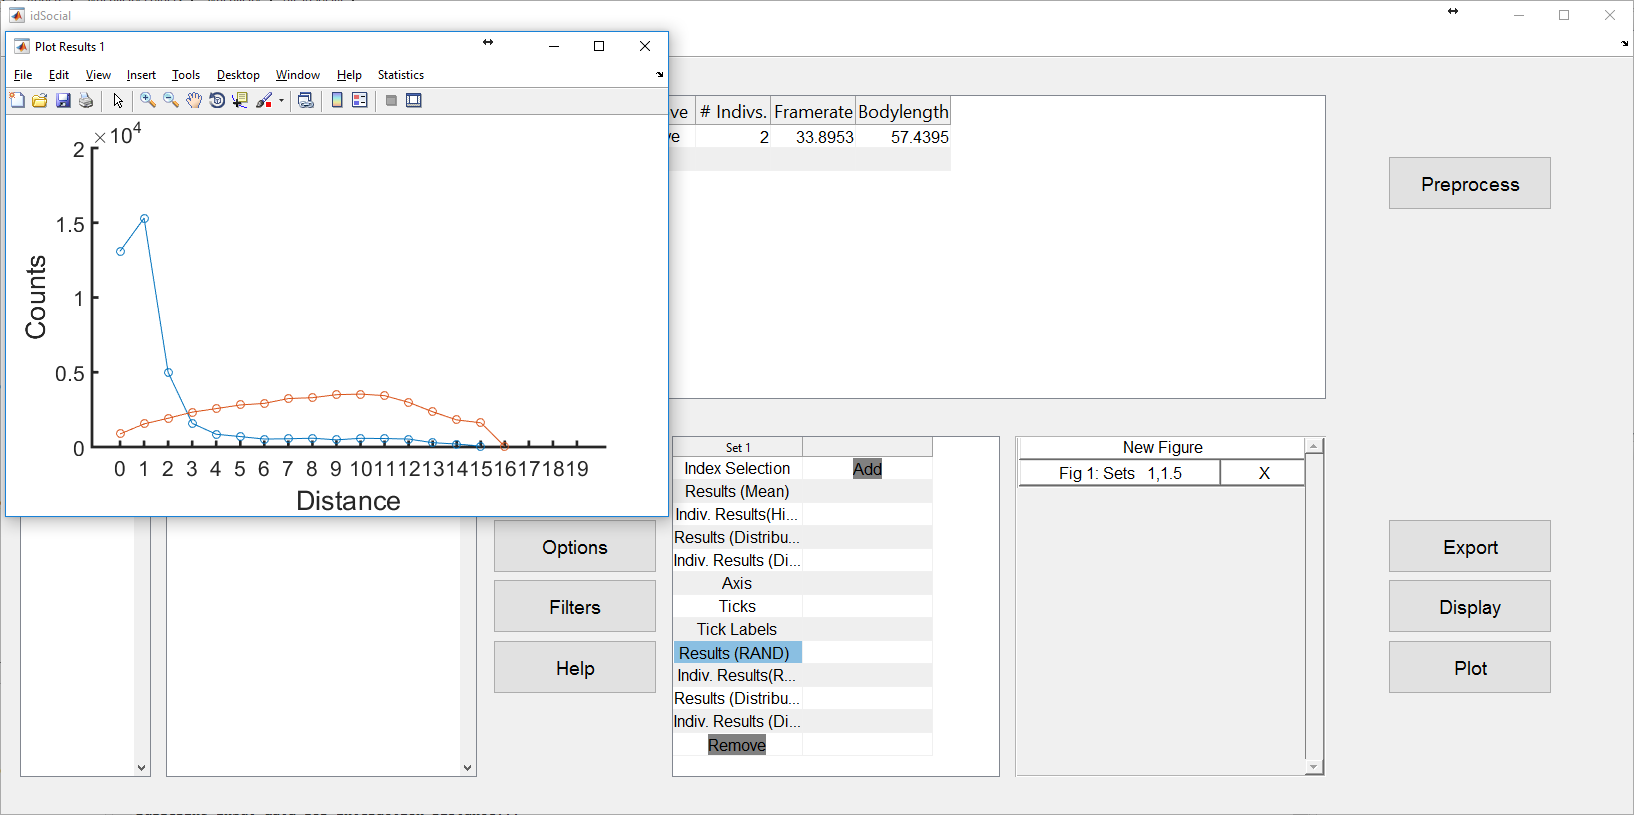 idSocial
Plot Results 1
File Edit View Insert Tools Desktop Window Help Statistics
ve # Indivs. Framerate Bodylength
ve 2 33.8953 57.4395
Preprocess
×10⁴
2
1.5
1
0.5
0
Counts
0 1 2 3 4 5 6 7 8 9 10 11 12 13 14 15 16 17 18 19
Distance
Options
Filters
Help
Set 1
Index Selection Add
Results (Mean)
Indiv. Results(Hi...
Results (Distribu...
Indiv. Results (Di...
Axis
Ticks
Tick Labels
Results (RAND)
Indiv. Results(R...
Results (Distribu...
Indiv. Results (Di...
Remove
New Figure
Fig 1: Sets 1,1.5 X
Export
Display
Plot